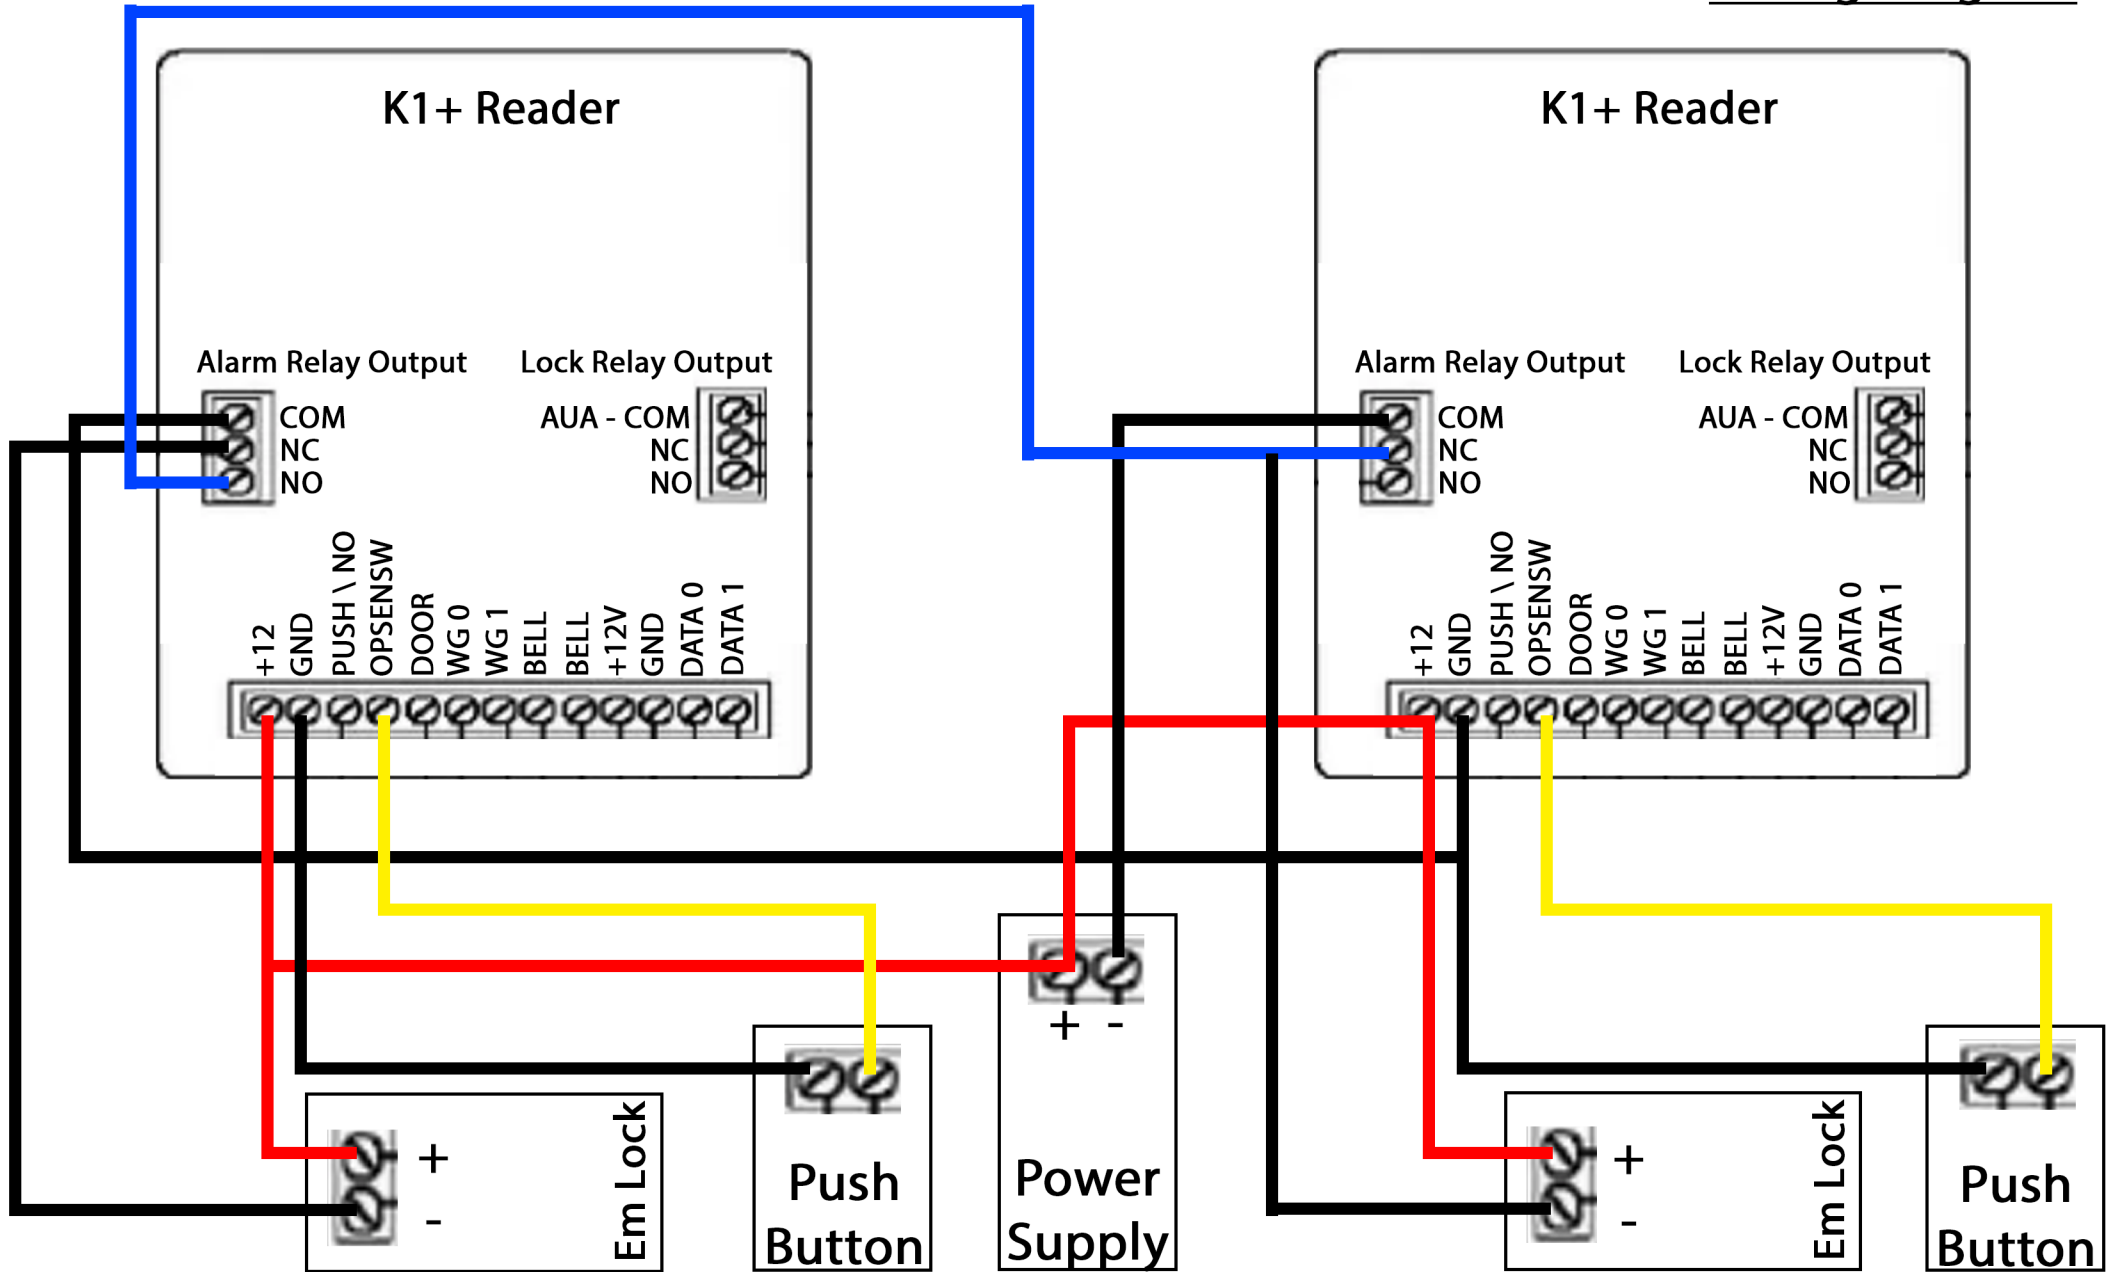 K1+ Reader
Alarm Relay Output
Lock Relay Output
COM
NC
NO
AUA - COM
NC
NO
+12
GND
PUSH \ NO
OPSENSW
DOOR
WG 0
WG 1
BELL
BELL
+12V
GND
DATA 0
DATA 1
K1+ Reader
Alarm Relay Output
Lock Relay Output
COM
NC
NO
AUA - COM
NC
NO
+12
GND
PUSH \ NO
OPSENSW
DOOR
WG 0
WG 1
BELL
BELL
+12V
GND
DATA 0
DATA 1
+
-
Em Lock
Push
Button
+ -
Power
Supply
+
-
Em Lock
Push
Button